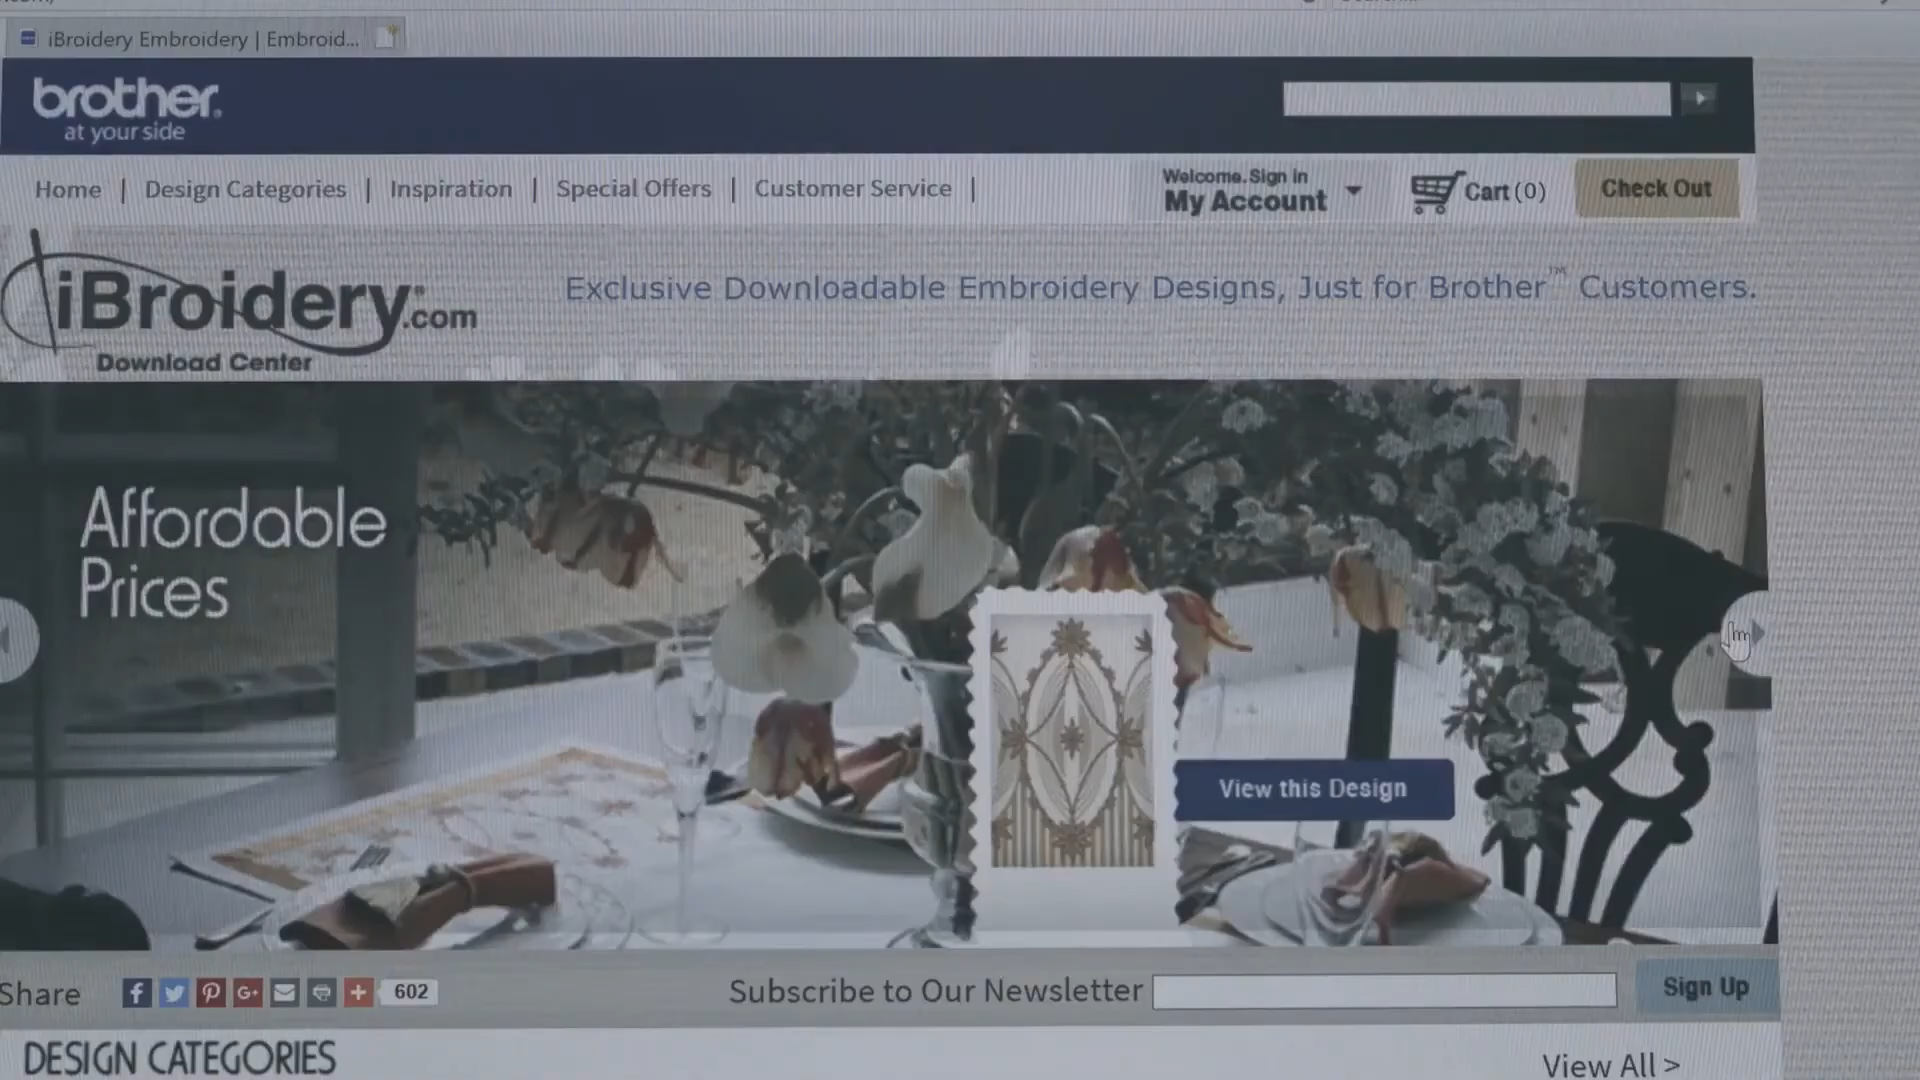 iBroidery Embroidery | Embroid...
brother
at your side
Home | Design Categories | Inspiration | Special Offers | Customer Service |
Welcome. Sign in
My Account
Cart (0)
Check Out
iBroidery.com
Download Center
Exclusive Downloadable Embroidery Designs, Just for Brother™ Customers.
Affordable
Prices
View this Design
Share
602
Subscribe to Our Newsletter
Sign Up
DESIGN CATEGORIES
View All >